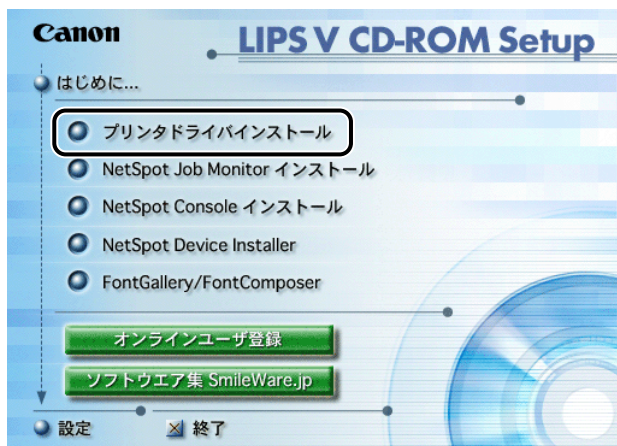 Canon
LIPS V CD-ROM Setup
はじめに...
プリンタドライバインストール
NetSpot Job Monitor インストール
NetSpot Console インストール
NetSpot Device Installer
FontGallery/FontComposer
オンラインユーザ登録
ソフトウエア集 SmileWare.jp
設定
終了